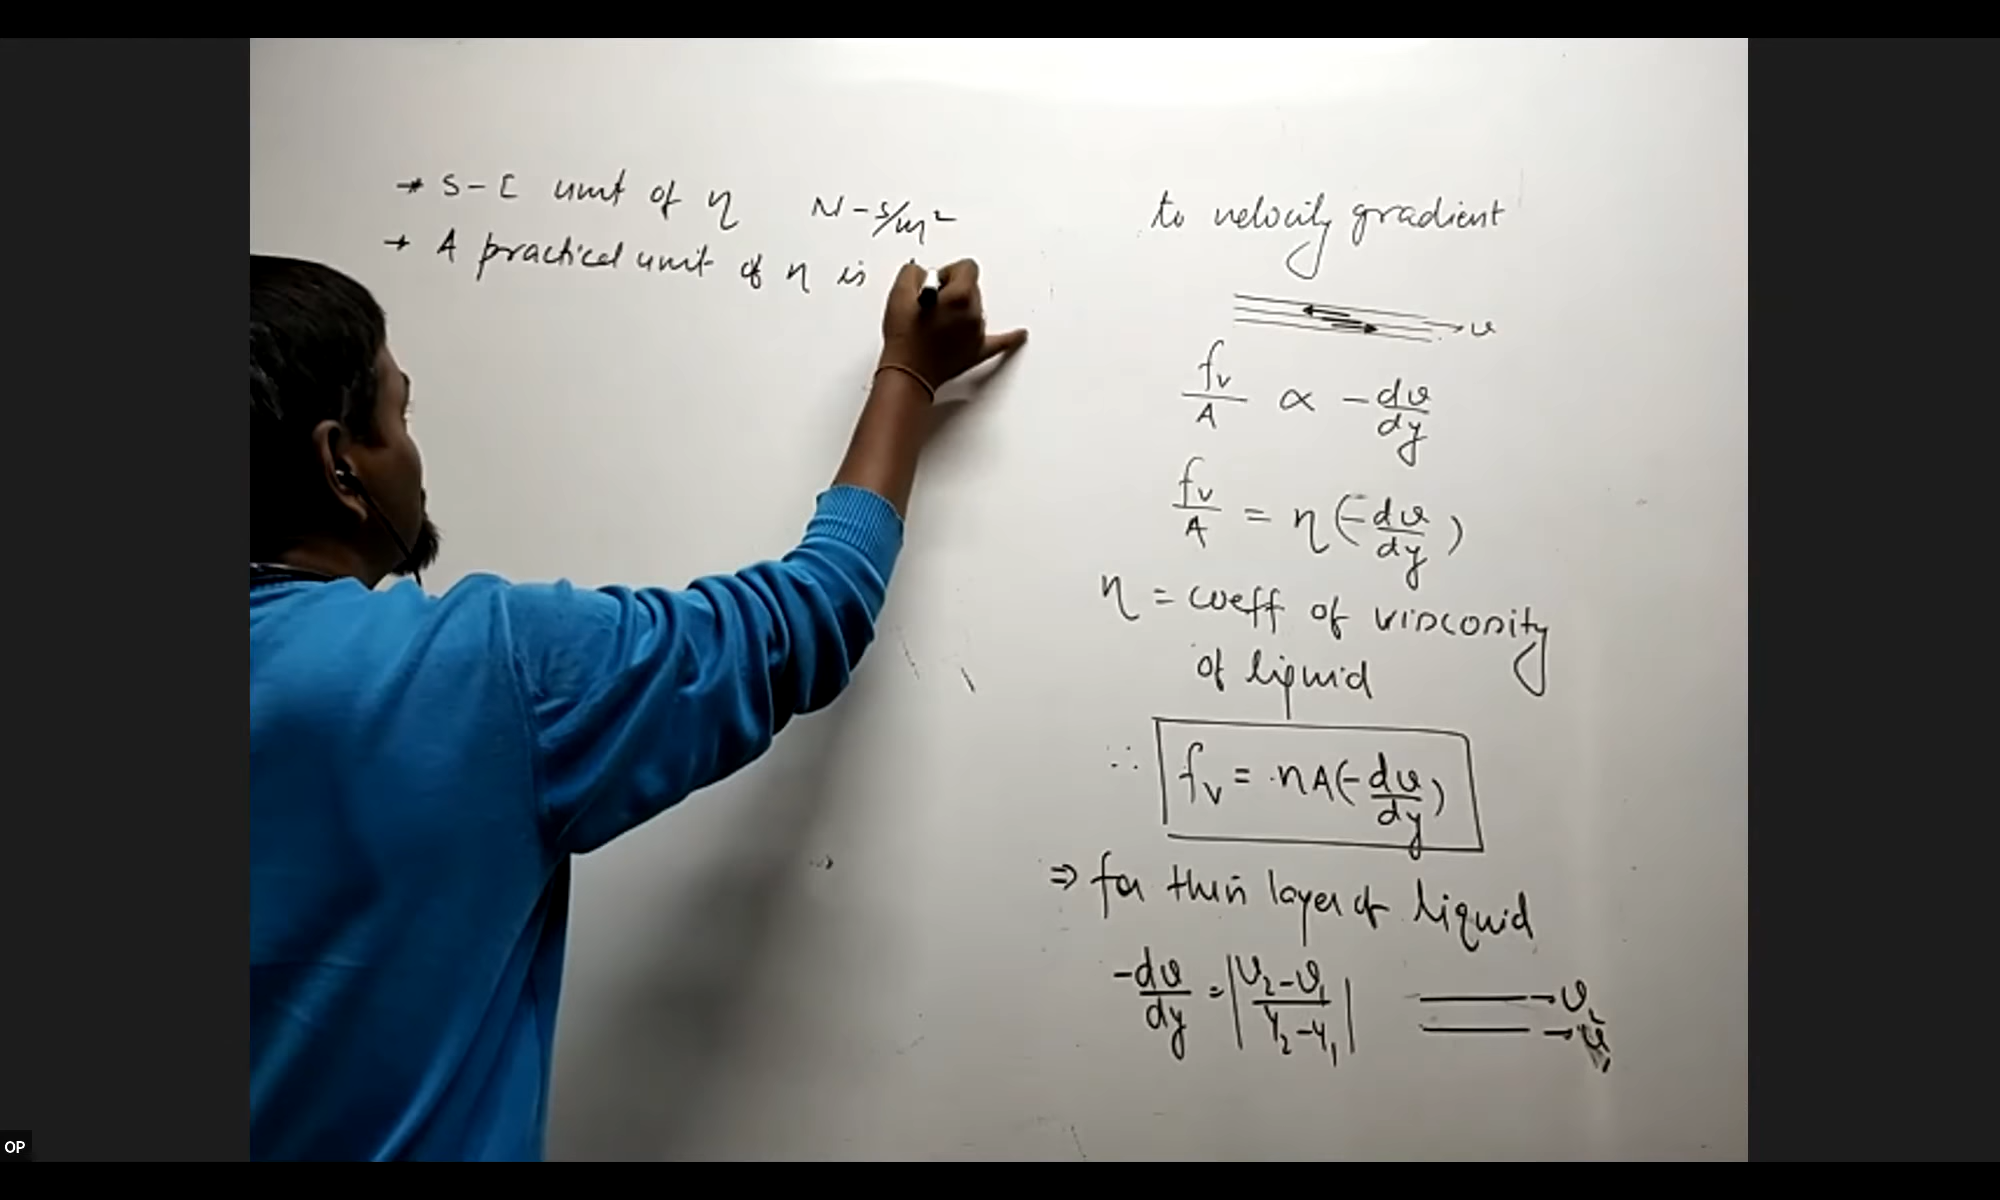 → S-I unit of η N-s/m²
→ A practical unit of η is
to velocity gradient
→ v
fv/A ∝ -dv/dy
fv/A = η(-dv/dy)
η = coeff of viscosity
of liquid
∴ fv = ηA(-dv/dy)
⇒ for thin layer of liquid
-dv/dy = |v₂-v₁/y₂-y₁| → v₂
→ v₁
OP